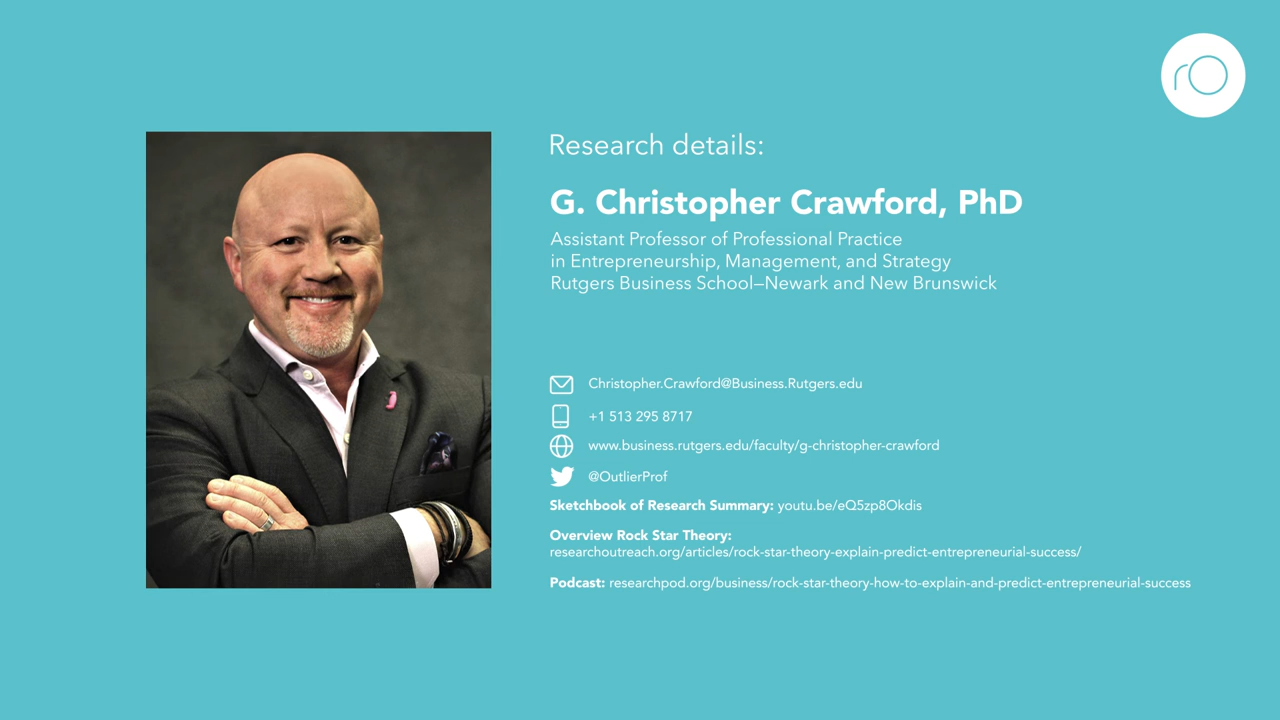 rO
Research details:
G. Christopher Crawford, PhD
Assistant Professor of Professional Practice
in Entrepreneurship, Management, and Strategy
Rutgers Business School–Newark and New Brunswick
Christopher.Crawford@Business.Rutgers.edu
+1 513 295 8717
www.business.rutgers.edu/faculty/g-christopher-crawford
@OutlierProf
Sketchbook of Research Summary: youtu.be/eQ5zp8Okdis
Overview Rock Star Theory:
researchoutreach.org/articles/rock-star-theory-explain-predict-entrepreneurial-success/
Podcast: researchpod.org/business/rock-star-theory-how-to-explain-and-predict-entrepreneurial-success